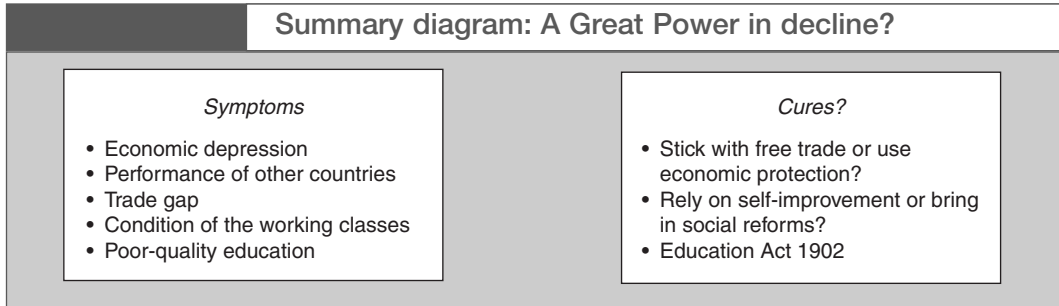 Summary diagram: A Great Power in decline?
Symptoms
• Economic depression
• Performance of other countries
• Trade gap
• Condition of the working classes
• Poor-quality education
Cures?
• Stick with free trade or use
economic protection?
• Rely on self-improvement or bring
in social reforms?
• Education Act 1902